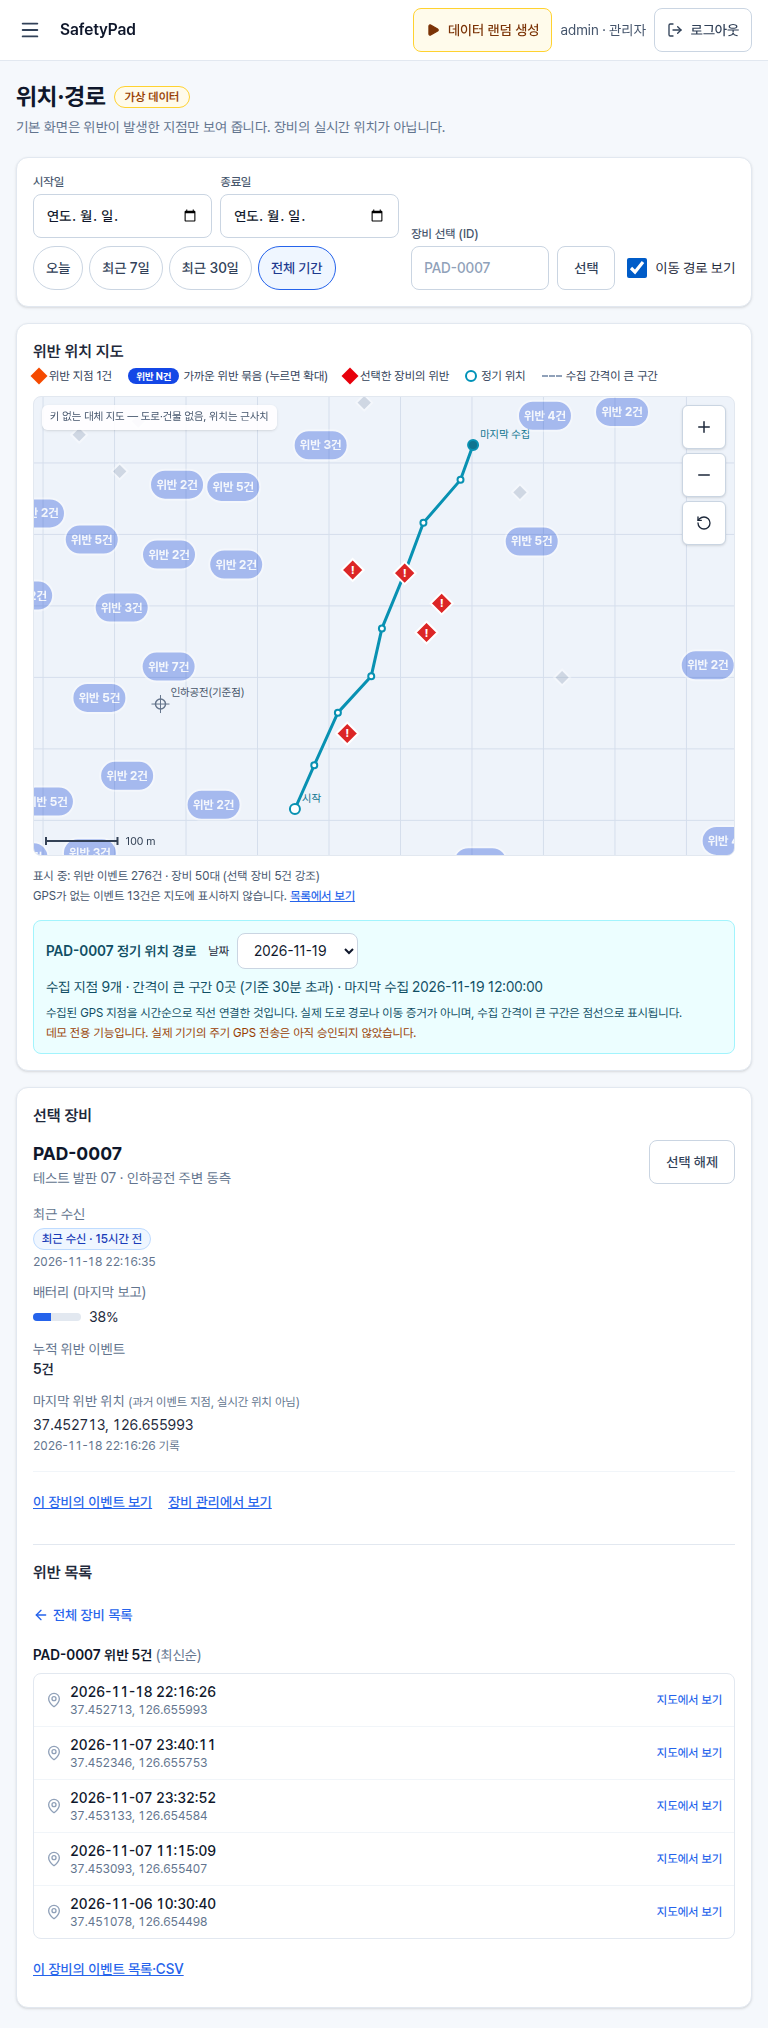 SafetyPad
데이터 랜덤 생성
admin · 관리자
로그아웃
위치·경로
가상 데이터
기본 화면은 위반이 발생한 지점만 보여 줍니다. 장비의 실시간 위치가 아닙니다.
시작일
종료일
연도. 월. 일.
연도. 월. 일.
장비 선택 (ID)
오늘
최근 7일
최근 30일
전체 기간
PAD-0007
선택
이동 경로 보기
위반 위치 지도
위반 지점 1건
위반 N건
가까운 위반 묶음 (누르면 확대)
선택한 장비의 위반
정기 위치
수집 간격이 큰 구간
키 없는 대체 지도 — 도로·건물 없음, 위치는 근사치
마지막 수집
위반 4건
위반 2건
위반 3건
위반 2건
위반 5건
2건
위반 5건
위반 5건
위반 2건
위반 2건
2건
위반 3건
위반 7건
위반 2건
위반 5건
인하공전(기준점)
위반 2건
시작
위반 5건
위반 2건
100 m
위반
위반 3건
표시 중: 위반 이벤트 276건 · 장비 50대 (선택 장비 5건 강조)
GPS가 없는 이벤트 13건은 지도에 표시하지 않습니다. 목록에서 보기
PAD-0007 정기 위치 경로
날짜
2026-11-19
수집 지점 9개 · 간격이 큰 구간 0곳 (기준 30분 초과) · 마지막 수집 2026-11-19 12:00:00
수집된 GPS 지점을 시간순으로 직선 연결한 것입니다. 실제 도로 경로나 이동 증거가 아니며, 수집 간격이 큰 구간은 점선으로 표시됩니다.
데모 전용 기능입니다. 실제 기기의 주기 GPS 전송은 아직 승인되지 않았습니다.
선택 장비
PAD-0007
테스트 발판 07 · 인하공전 주변 동측
선택 해제
최근 수신
최근 수신 · 15시간 전
2026-11-18 22:16:35
배터리 (마지막 보고)
38%
누적 위반 이벤트
5건
마지막 위반 위치 (과거 이벤트 지점, 실시간 위치 아님)
37.452713, 126.655993
2026-11-18 22:16:26 기록
이 장비의 이벤트 보기
장비 관리에서 보기
위반 목록
전체 장비 목록
PAD-0007 위반 5건 (최신순)
2026-11-18 22:16:26
37.452713, 126.655993
지도에서 보기
2026-11-07 23:40:11
37.452346, 126.655753
지도에서 보기
2026-11-07 23:32:52
37.453133, 126.654584
지도에서 보기
2026-11-07 11:15:09
37.453093, 126.655407
지도에서 보기
2026-11-06 10:30:40
37.451078, 126.654498
지도에서 보기
이 장비의 이벤트 목록·CSV